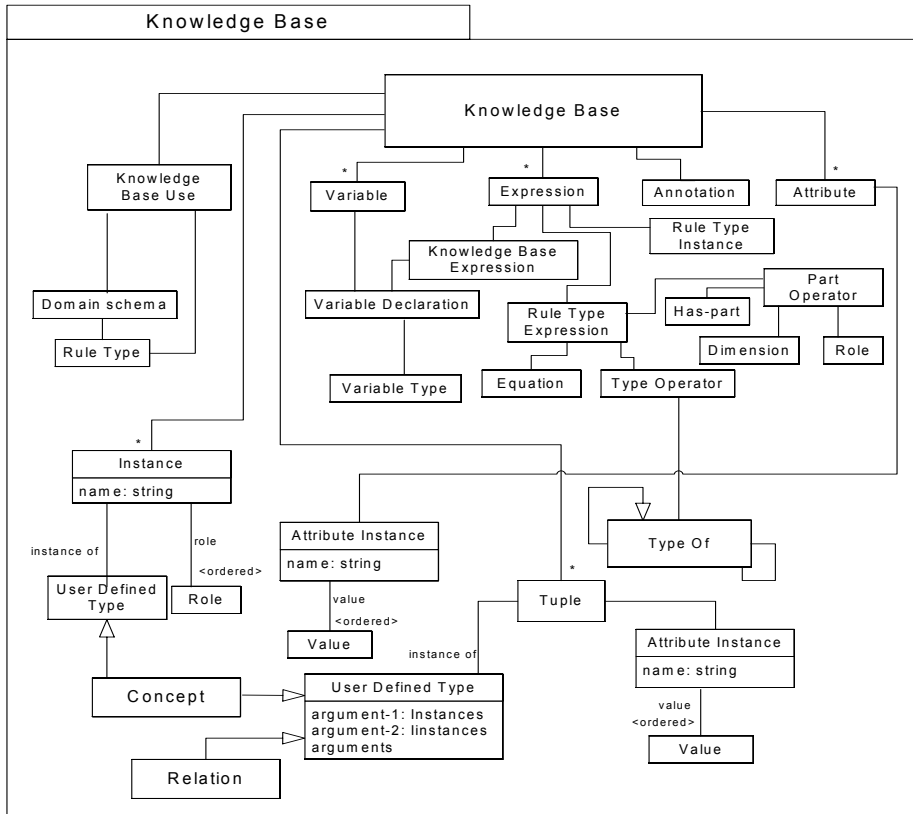 Knowledge Base
Knowledge Base
Knowledge
Base Use
*
Variable
*
Expression
Annotation
*
Attribute
Rule Type
Instance
Knowledge Base
Expression
Domain schema
Variable Declaration
Rule Type
Expression
Has-part
Part
Operator
Rule Type
Dimension
Role
Variable Type
Equation
Type Operator
*
Instance
name: string
instance of
role
<ordered>
User Defined
Type
Role
Attribute Instance
name: string
value
<ordered>
Value
Type Of
*
Tuple
instance of
Attribute Instance
name: string
value
<ordered>
Value
Concept
User Defined Type
argument-1: Instances
argument-2: Iinstances
arguments
Relation